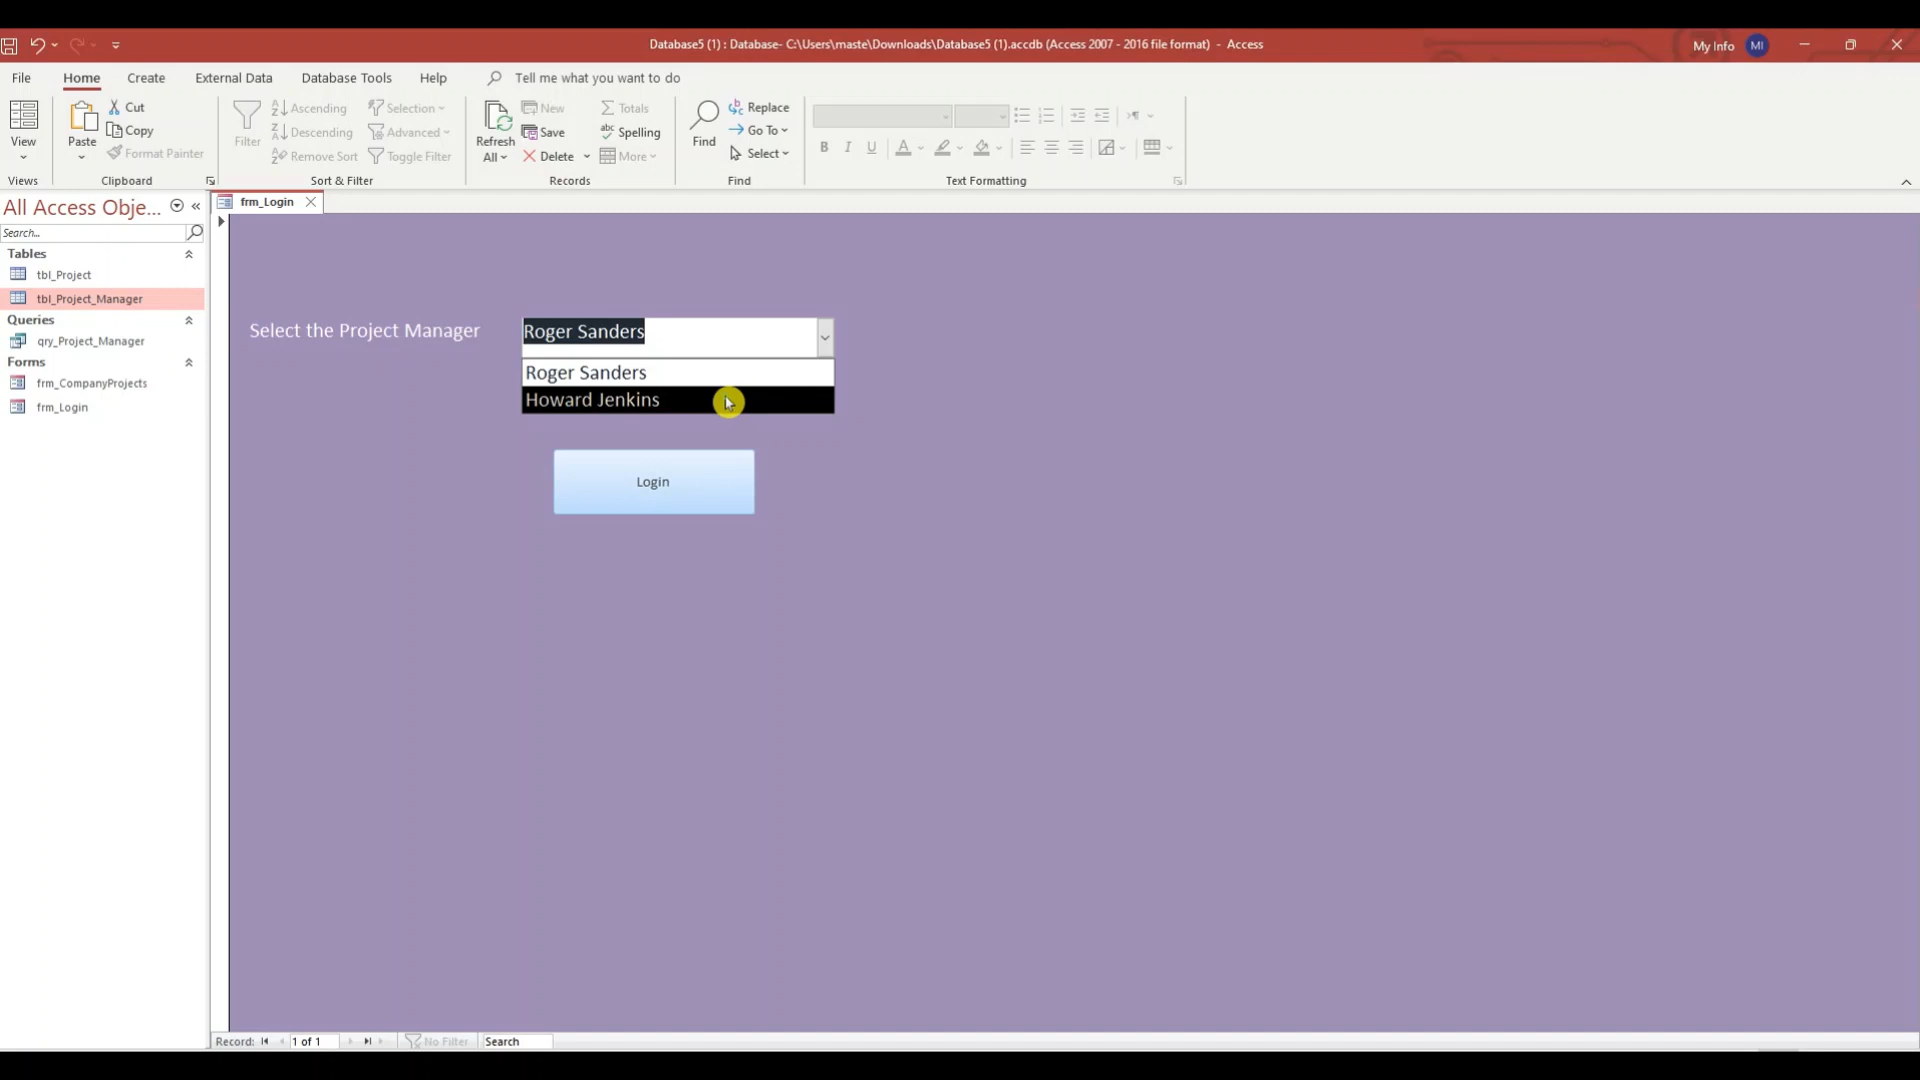 Database5 (1) : Database- C:\Users\maste\Downloads\Database5 (1).accdb (Access 2007 - 2016 file format) - Access
My Info MI
File Home Create External Data Database Tools Help Tell me what you want to do
View
Views
Paste
Cut
Copy
Format Painter
Clipboard
Filter
Ascending
Descending
Remove Sort
Selection
Advanced
Toggle Filter
Sort & Filter
Refresh
All
New
Save
Delete
Totals
Spelling
More
Records
Find
Replace
Go To
Select
Find
B I U A
Text Formatting
All Access Obje...
Search...
Tables
tbl_Project
tbl_Project_Manager
Queries
qry_Project_Manager
Forms
frm_CompanyProjects
frm_Login
frm_Login
Select the Project Manager
Roger Sanders
Roger Sanders
Howard Jenkins
Login
Record: 1 of 1 No Filter Search